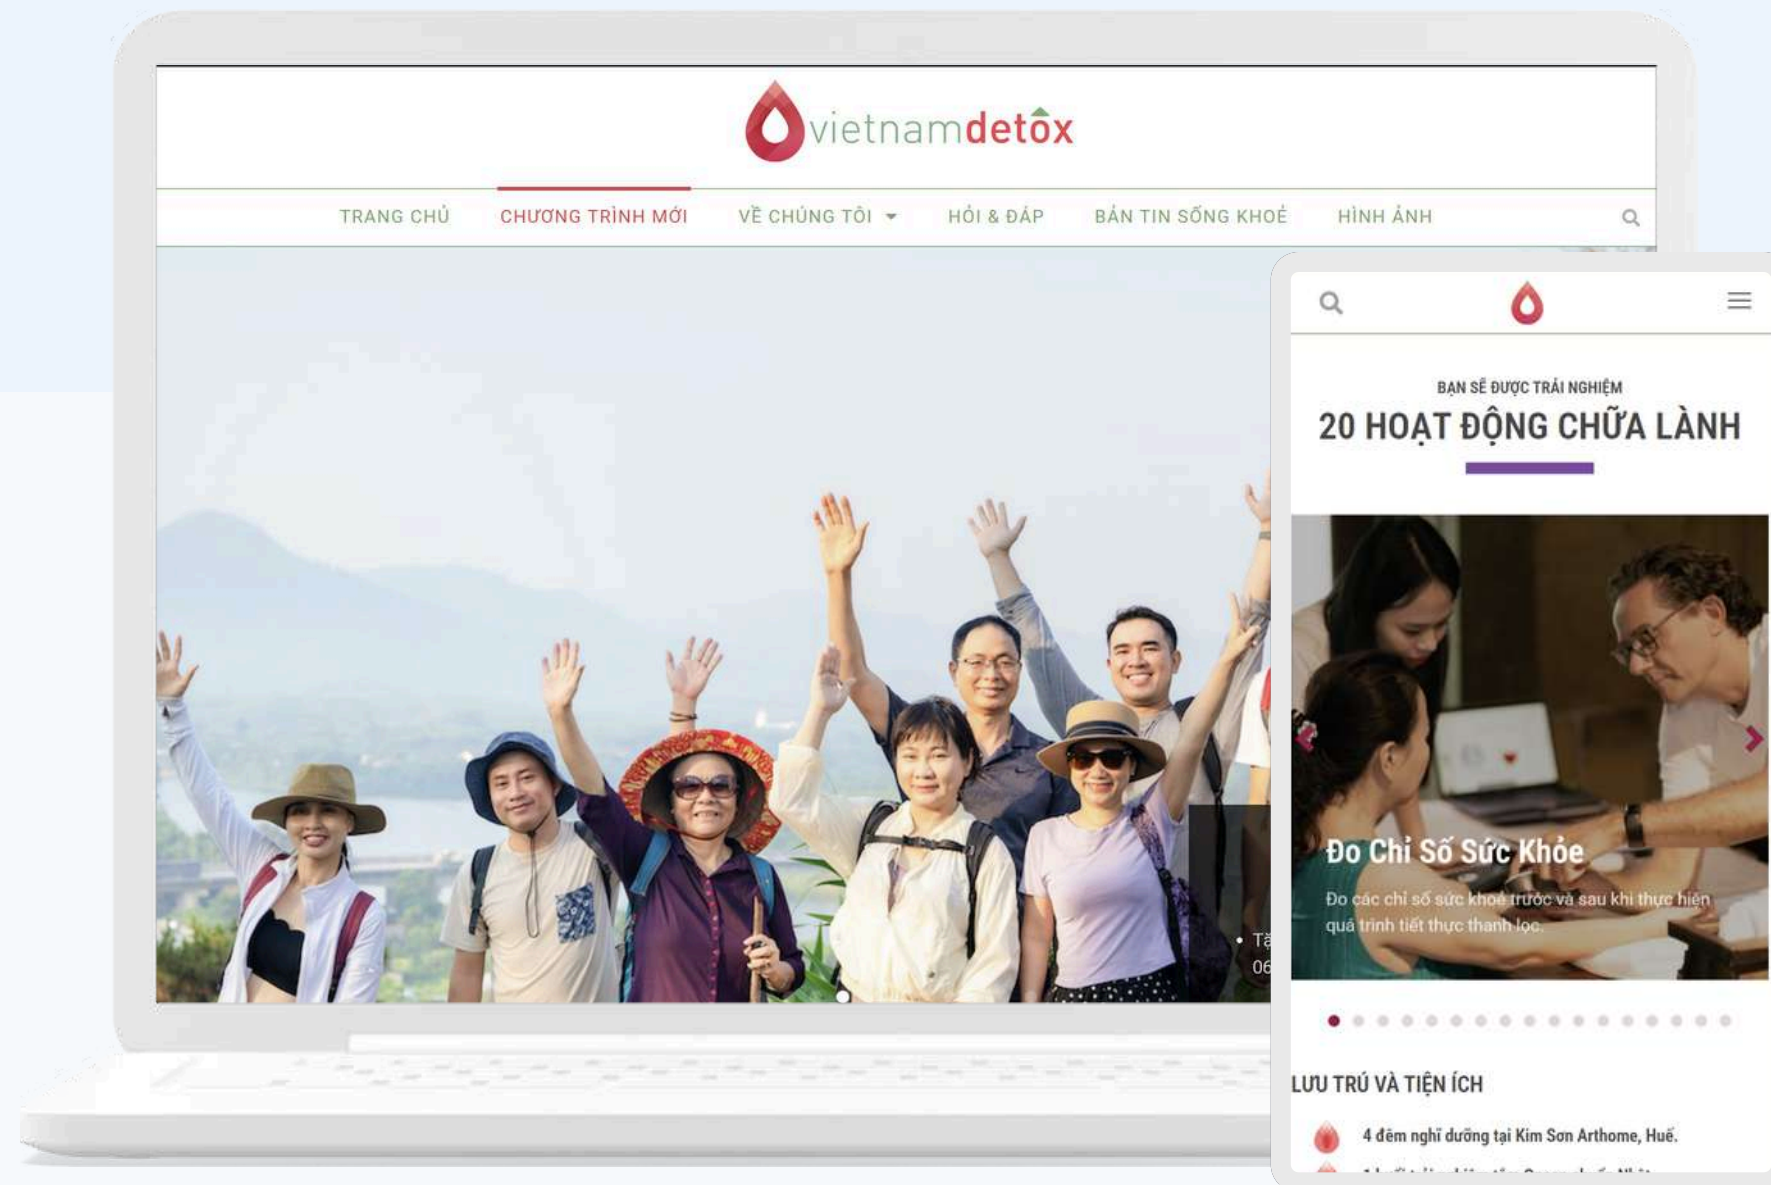 vietnamdetôx
TRANG CHỦ CHƯƠNG TRÌNH MỚI VỀ CHÚNG TÔI HỎI & ĐÁP BẢN TIN SỐNG KHOẺ HÌNH ẢNH
06
BẠN SẼ ĐƯỢC TRẢI NGHIỆM
20 HOẠT ĐỘNG CHỮA LÀNH
Đo Chỉ Số Sức Khỏe
Đo các chỉ số sức khoẻ trước và sau khi thực hiện
quá trình tiết thực thanh lọc.
LƯU TRÚ VÀ TIỆN ÍCH
4 đêm nghĩ dưỡng tại Kim Sơn Arthome, Huế.